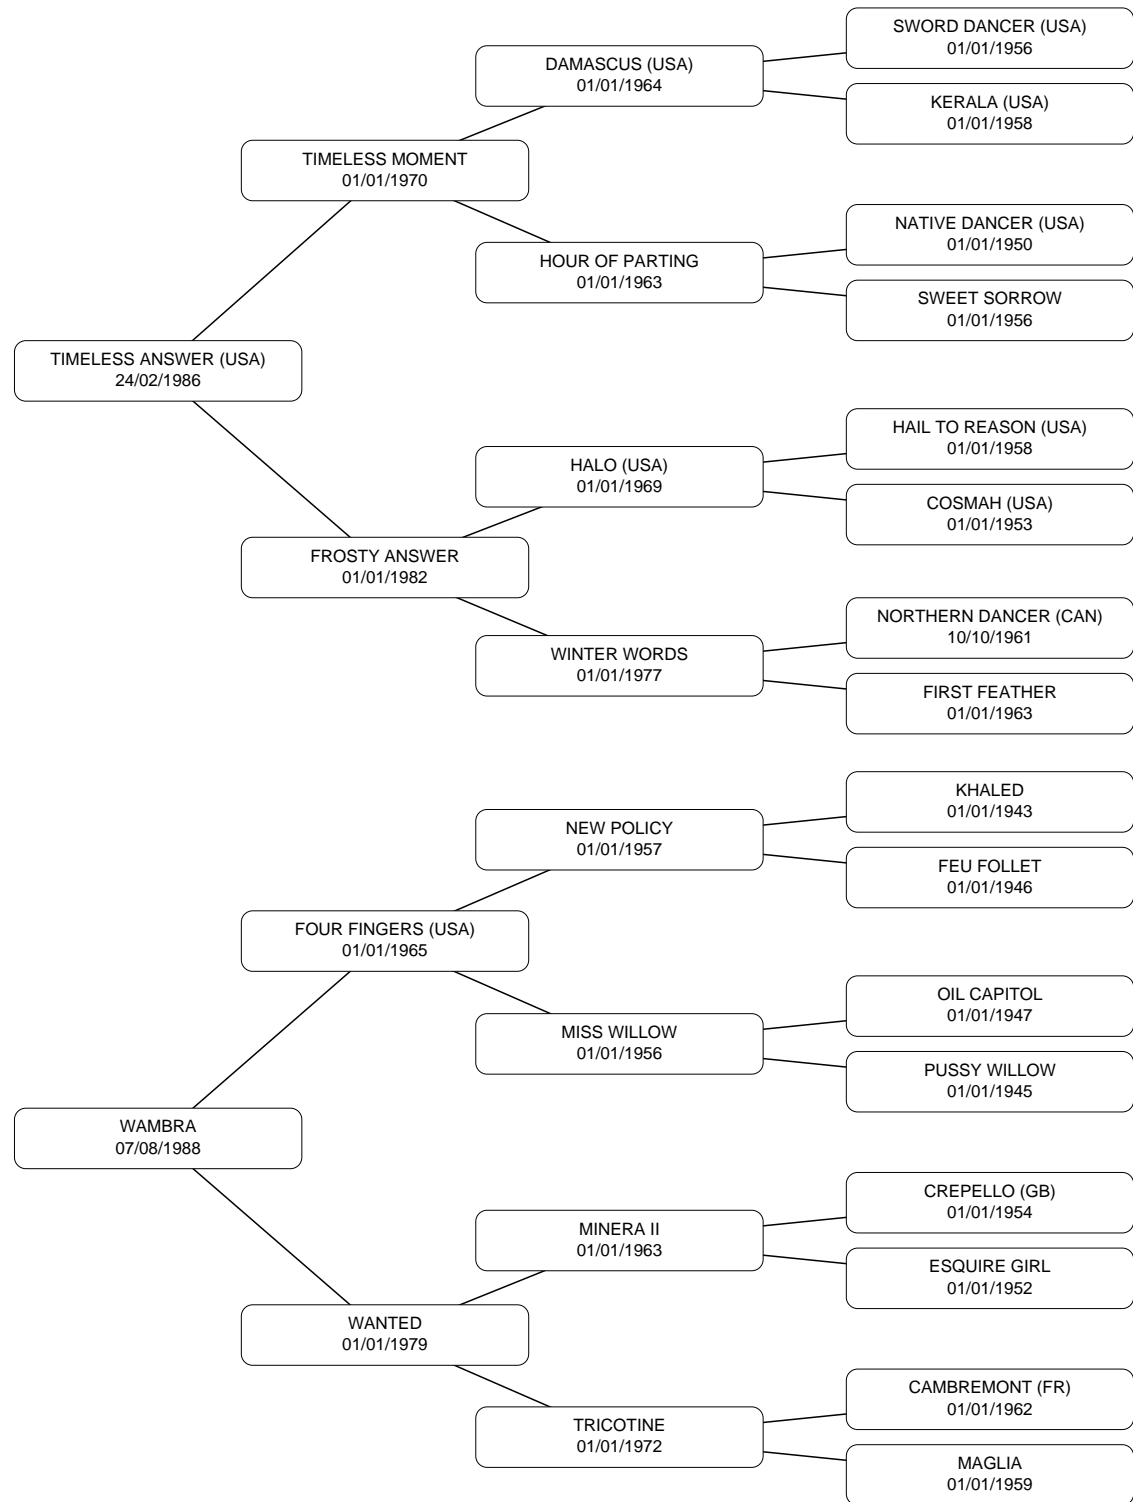 SWORD DANCER (USA)
01/01/1956
DAMASCUS (USA)
01/01/1964
KERALA (USA)
01/01/1958
TIMELESS MOMENT
01/01/1970
NATIVE DANCER (USA)
01/01/1950
HOUR OF PARTING
01/01/1963
SWEET SORROW
01/01/1956
TIMELESS ANSWER (USA)
24/02/1986
HAIL TO REASON (USA)
01/01/1958
HALO (USA)
01/01/1969
COSMAH (USA)
01/01/1953
FROSTY ANSWER
01/01/1982
NORTHERN DANCER (CAN)
10/10/1961
WINTER WORDS
01/01/1977
FIRST FEATHER
01/01/1963
KHALED
01/01/1943
NEW POLICY
01/01/1957
FEU FOLLET
01/01/1946
FOUR FINGERS (USA)
01/01/1965
OIL CAPITOL
01/01/1947
MISS WILLOW
01/01/1956
PUSSY WILLOW
01/01/1945
WAMBRA
07/08/1988
CREPELLO (GB)
01/01/1954
MINERA II
01/01/1963
ESQUIRE GIRL
01/01/1952
WANTED
01/01/1979
CAMBREMONT (FR)
01/01/1962
TRICOTINE
01/01/1972
MAGLIA
01/01/1959